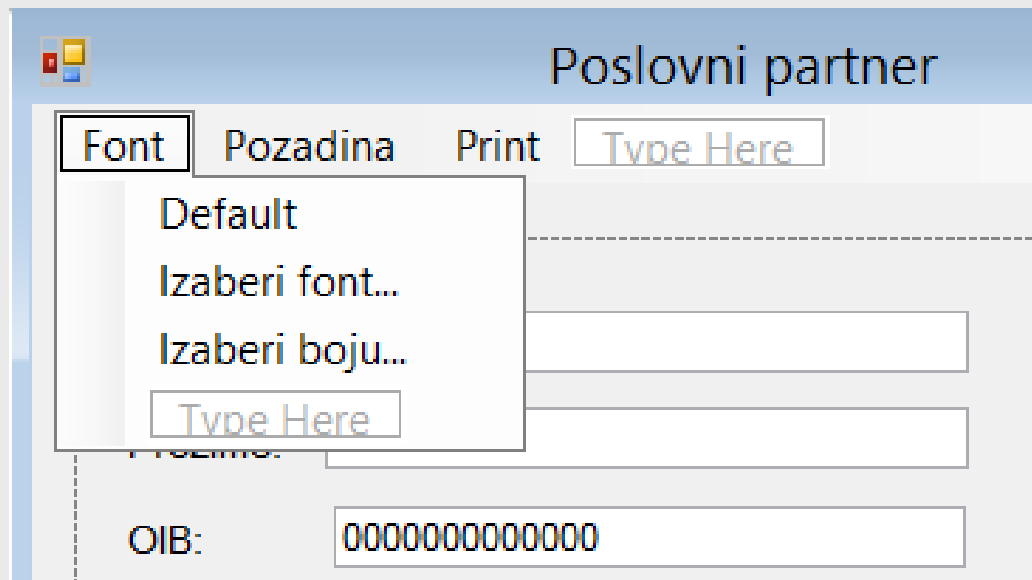 Poslovni partner
Font Pozadina Print Type Here
Default
Izaberi font...
Izaberi boju...
Type Here
OIB: 0000000000000